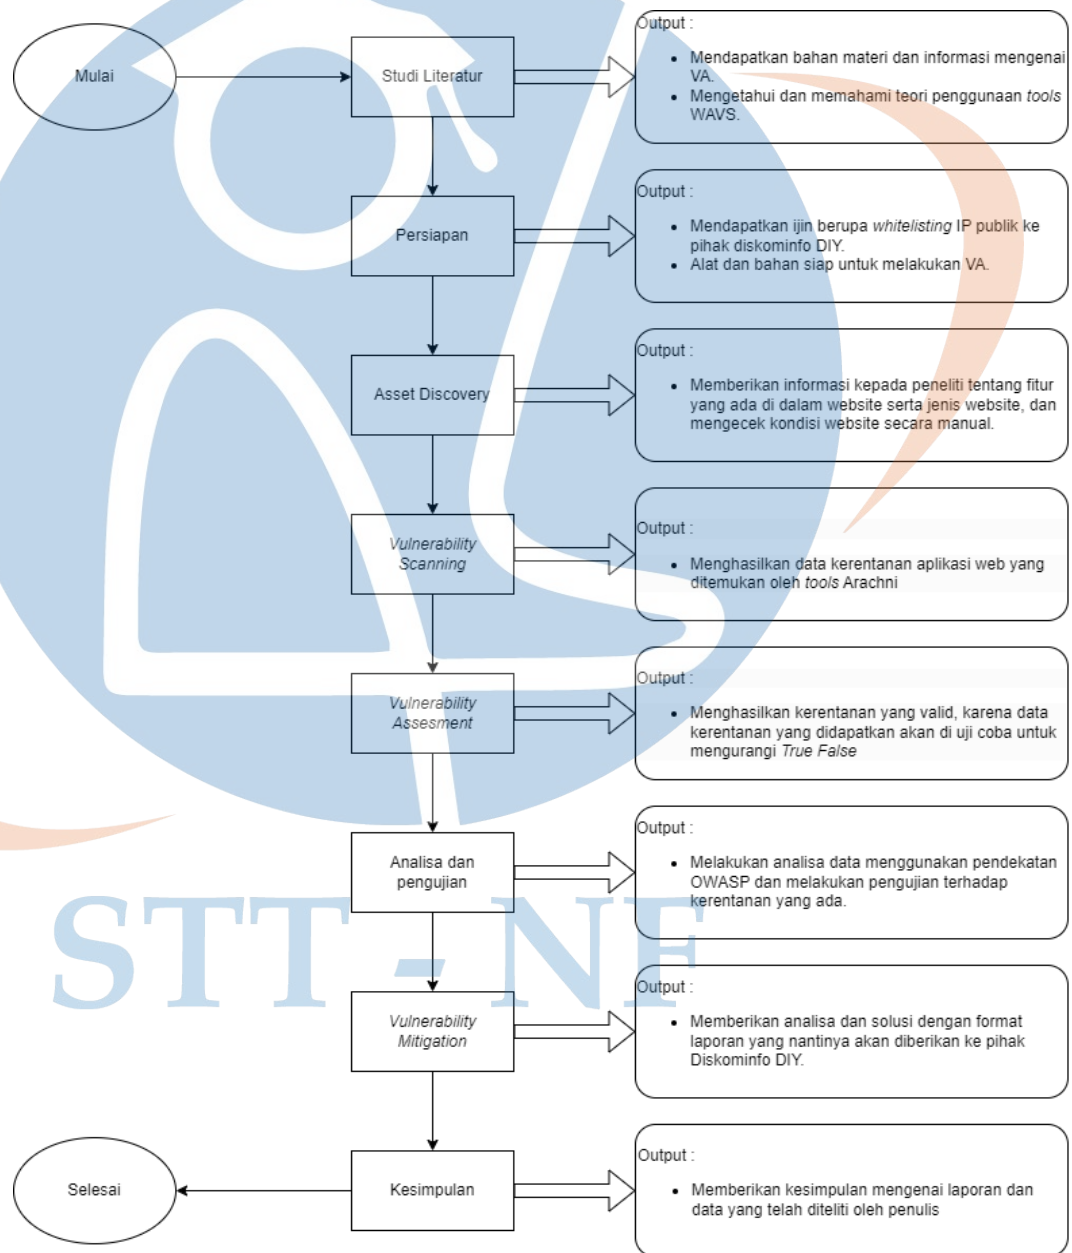 Mulai
Studi Literatur
Output :
Mendapatkan bahan materi dan informasi mengenai
VA.
Mengetahui dan memahami teori penggunaan tools
WAVS.
Persiapan
Output :
Mendapatkan ijin berupa whitelisting IP publik ke
pihak diskominfo DIY.
Alat dan bahan siap untuk melakukan VA.
Asset Discovery
Output :
Memberikan informasi kepada peneliti tentang fitur
yang ada di dalam website serta jenis website, dan
mengecek kondisi website secara manual.
Vulnerability
Scanning
Output :
Menghasilkan data kerentanan aplikasi web yang
ditemukan oleh tools Arachni
Vulnerability
Assesment
Output :
Menghasilkan kerentanan yang valid, karena data
kerentanan yang didapatkan akan di uji coba untuk
mengurangi True False
Analisa dan
pengujian
Output :
Melakukan analisa data menggunakan pendekatan
OWASP dan melakukan pengujian terhadap
kerentanan yang ada.
STT - NF
Vulnerability
Mitigation
Output :
Memberikan analisa dan solusi dengan format
laporan yang nantinya akan diberikan ke pihak
Diskominfo DIY.
Selesai
Kesimpulan
Output :
Memberikan kesimpulan mengenai laporan dan
data yang telah diteliti oleh penulis